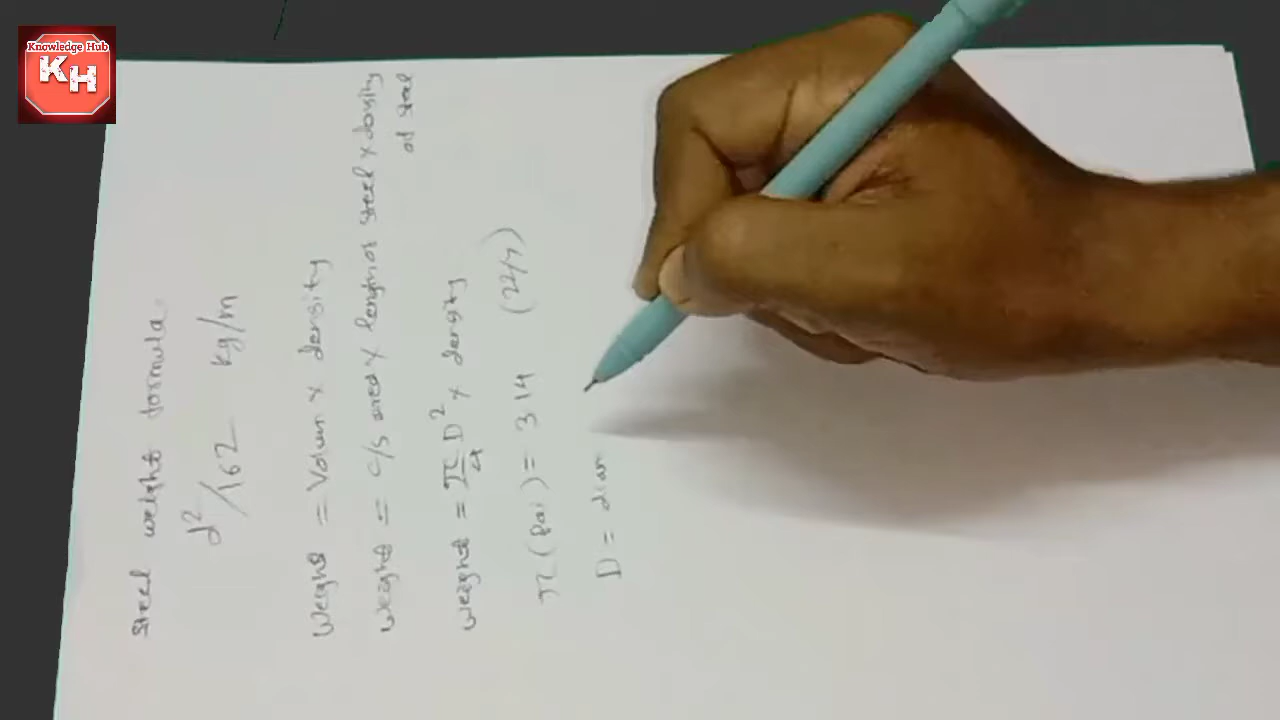 Knowledge Hub
KH
Steel weight formula
d²/162 kg/m
Weight = Volum x density
Weight = c/s area x length of steel x density
of steel
Weight = π/4 D² x density
π (pai) = 3 14 (22/7)
D = diam